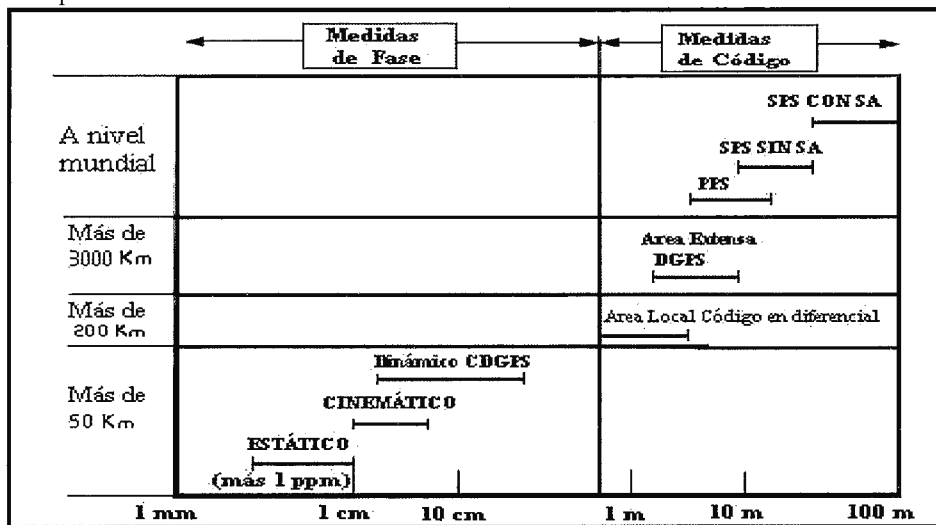 Medidas
de Fase
Medidas
de Código
A nivel
mundial
SPS CON SA
SPS SIN SA
PPS
Más de
3000 Km
Area Extensa
DGPS
Más de
200 Km
Area Local Código en diferencial
Más de
50 Km
Dinámico CDGPS
CINEMÁTICO
ESTÁTICO
(más 1 ppm)
1 mm 1 cm 10 cm 1 m 10 m 100 m